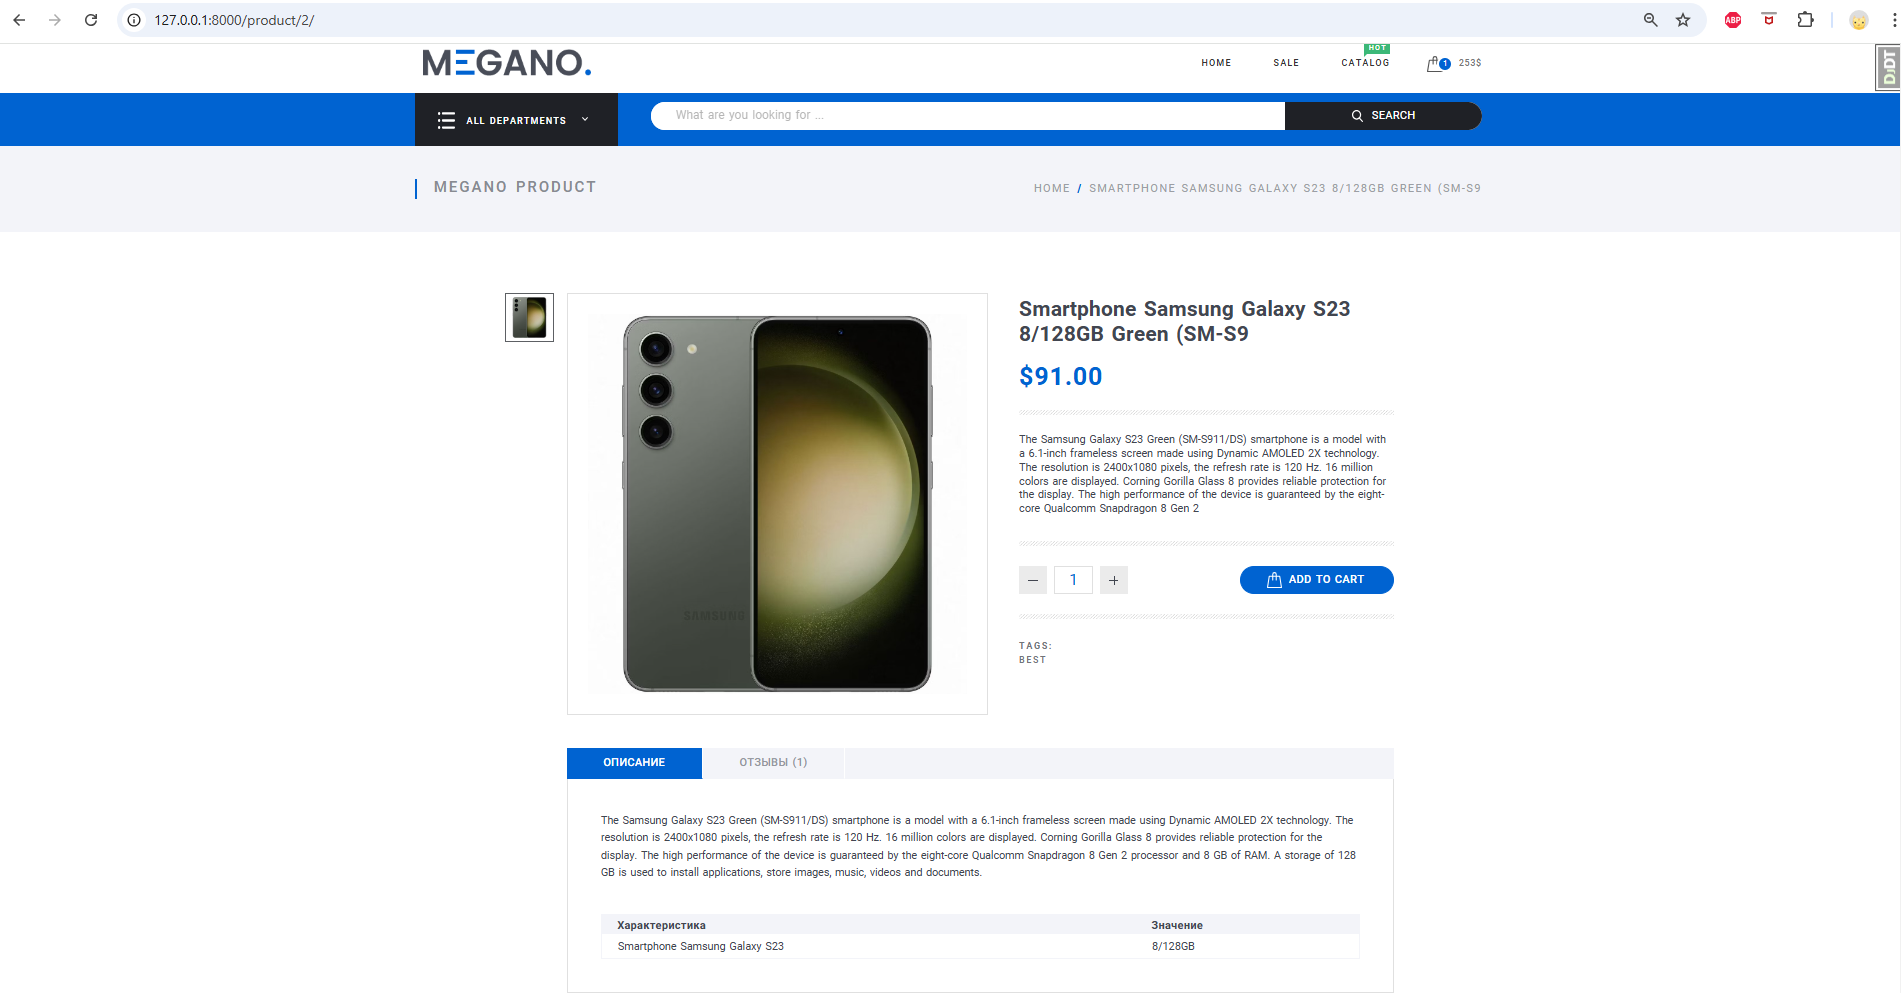 127.0.0.1:8000/product/2/
ABP
MEGANO.
HOME
SALE
HOT
CATALOG
1
253$
DjDT
ALL DEPARTMENTS
What are you looking for ...
SEARCH
MEGANO PRODUCT
HOME / SMARTPHONE SAMSUNG GALAXY S23 8/128GB GREEN (SM-S9
Smartphone Samsung Galaxy S23
8/128GB Green (SM-S9
$91.00
The Samsung Galaxy S23 Green (SM-S911/DS) smartphone is a model with
a 6.1-inch frameless screen made using Dynamic AMOLED 2X technology.
The resolution is 2400x1080 pixels, the refresh rate is 120 Hz. 16 million
colors are displayed. Corning Gorilla Glass 8 provides reliable protection for
the display. The high performance of the device is guaranteed by the eight-
core Qualcomm Snapdragon 8 Gen 2
1
ADD TO CART
TAGS:
BEST
SAMSUNG
ОПИСАНИЕ
ОТЗЫВЫ (1)
The Samsung Galaxy S23 Green (SM-S911/DS) smartphone is a model with a 6.1-inch frameless screen made using Dynamic AMOLED 2X technology. The
resolution is 2400x1080 pixels, the refresh rate is 120 Hz. 16 million colors are displayed. Corning Gorilla Glass 8 provides reliable protection for the
display. The high performance of the device is guaranteed by the eight-core Qualcomm Snapdragon 8 Gen 2 processor and 8 GB of RAM. A storage of 128
GB is used to install applications, store images, music, videos and documents.
Характеристика
Значение
Smartphone Samsung Galaxy S23
8/128GB